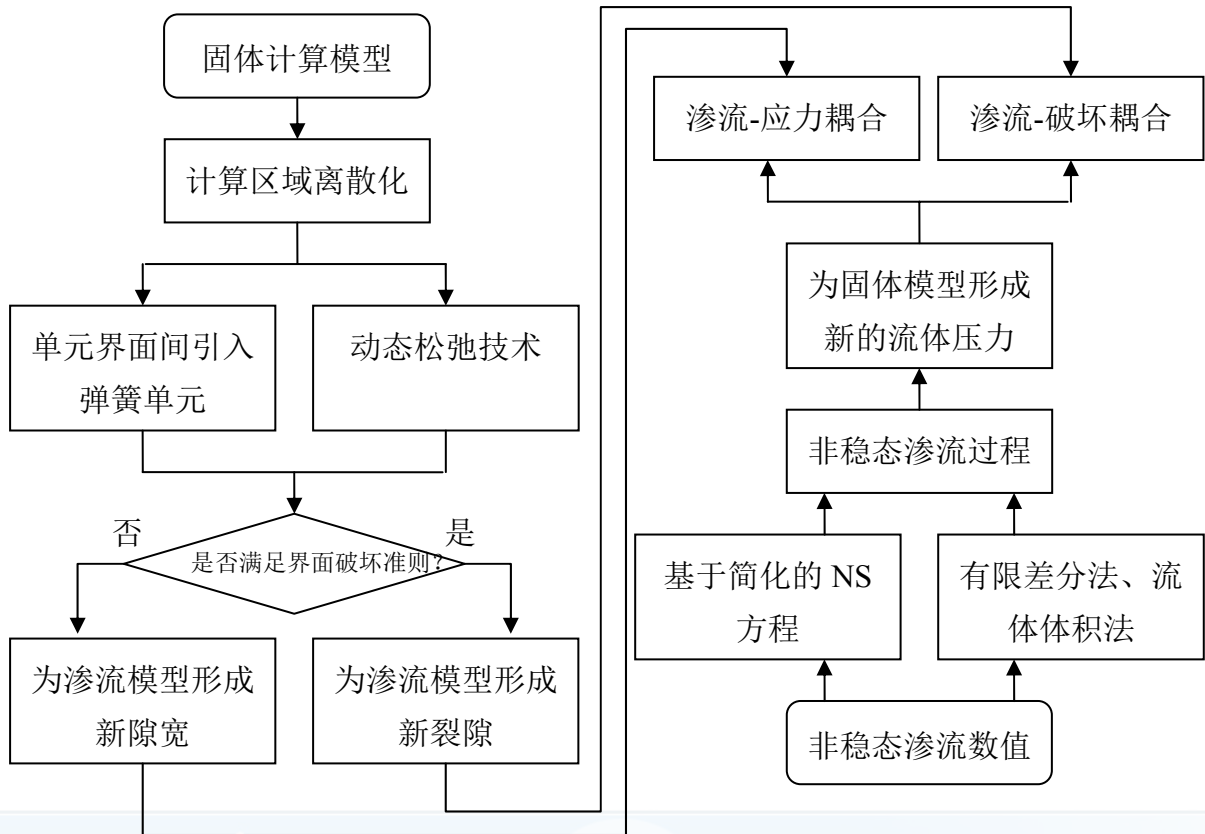 固体计算模型
计算区域离散化
单元界面间引入
弹簧单元
动态松弛技术
否
是
是否满足界面破坏准则?
为渗流模型形成
新隙宽
为渗流模型形成
新裂隙
渗流-应力耦合
渗流-破坏耦合
为固体模型形成
新的流体压力
非稳态渗流过程
基于简化的 NS
方程
有限差分法、流
体体积法
非稳态渗流数值